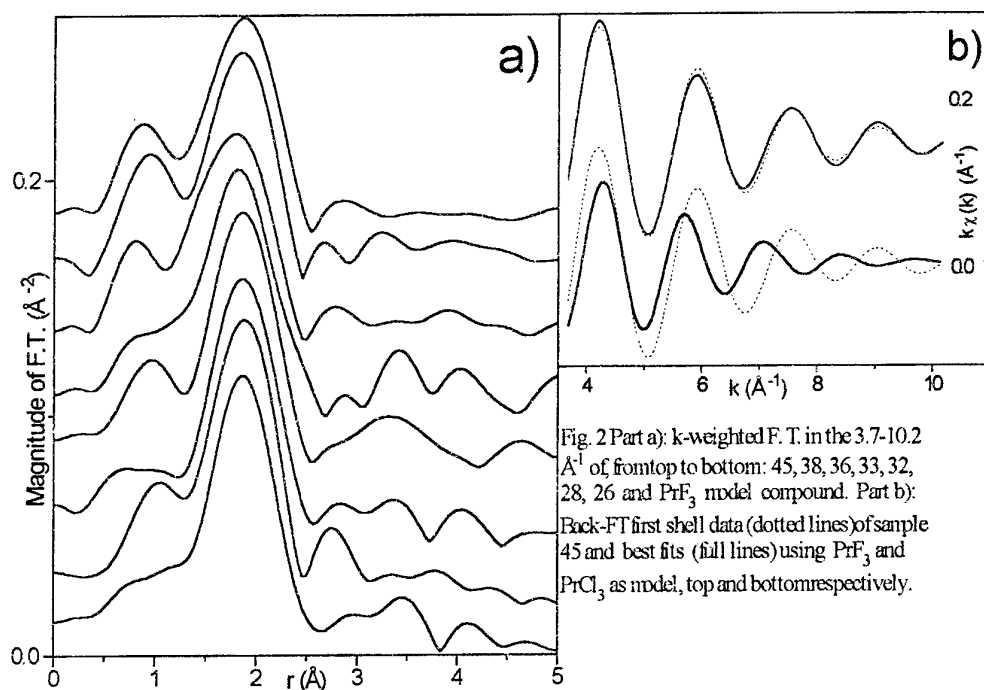 a)
b)
0.2
0.0
Magnitude of F.T. (Å⁻²)
0 1 2 3 4 5
r (Å)
0.2
0.0
kχ(k) (Å⁻¹)
4 6 8 10
k (Å⁻¹)
Fig. 2 Part a): k-weighted F. T. in the 3.7-10.2
Å⁻¹ of, from top to bottom: 45, 38, 36, 33, 32,
28, 26 and PrF₃ model compound. Part b):
Back-FT first shell data (dotted lines) of sample
45 and best fits (full lines) using PrF₃ and
PrCl₃ as model, top and bottom respectively.